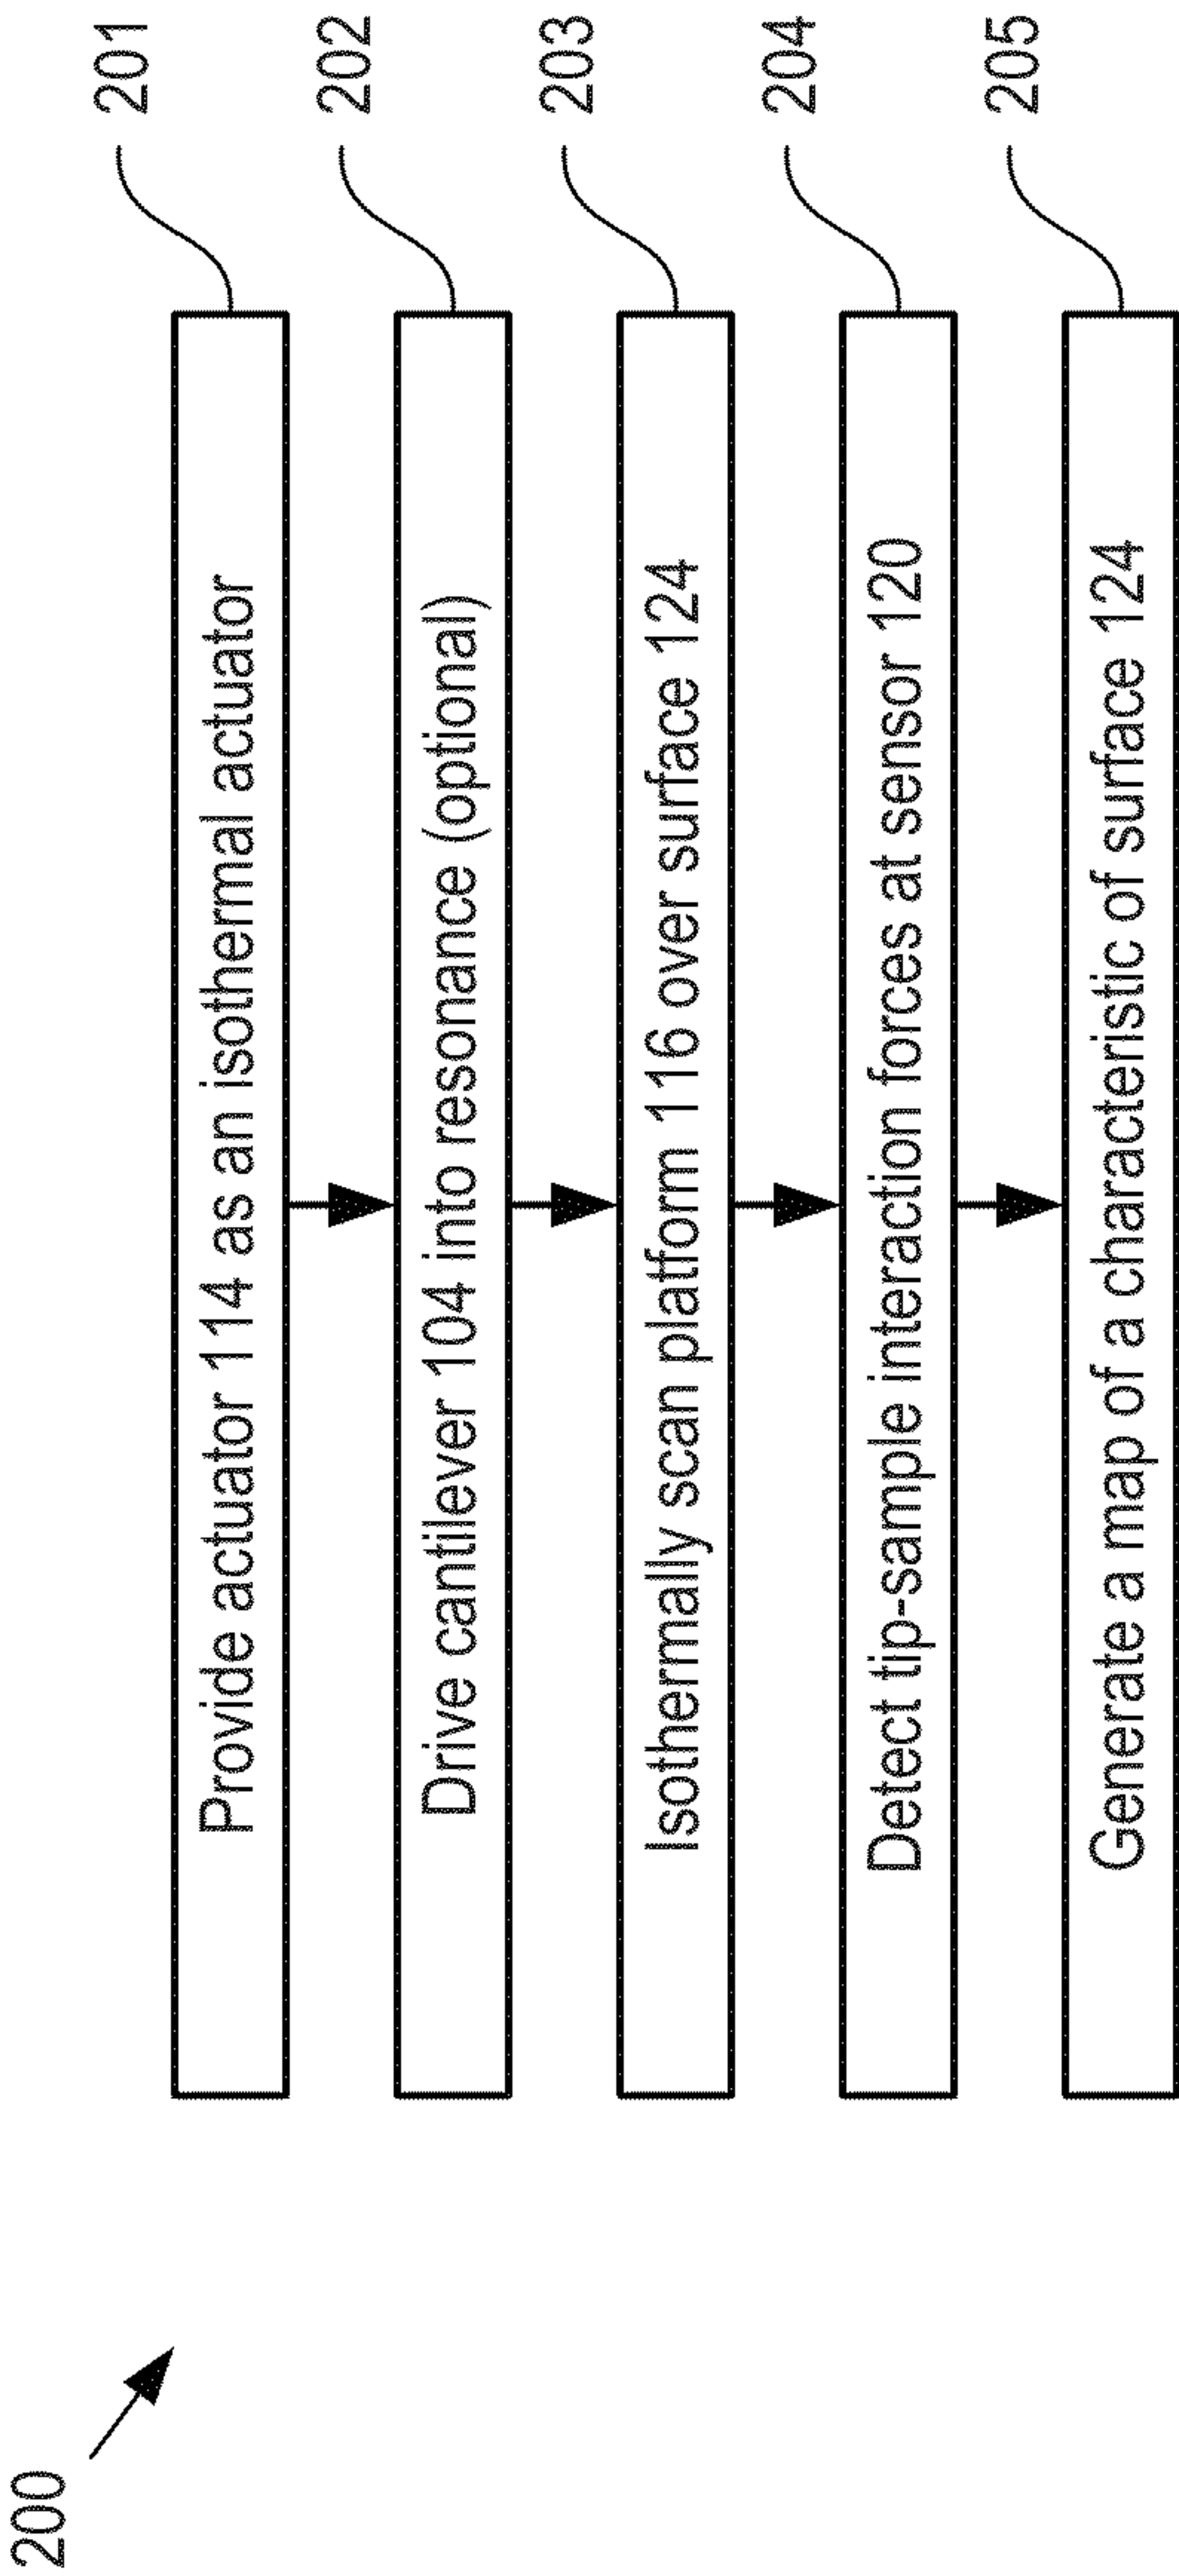 200
Provide actuator 114 as an isothermal actuator
201
Drive cantilever 104 into resonance (optional)
202
Isothermally scan platform 116 over surface 124
203
Detect tip-sample interaction forces at sensor 120
204
Generate a map of a characteristic of surface 124
205